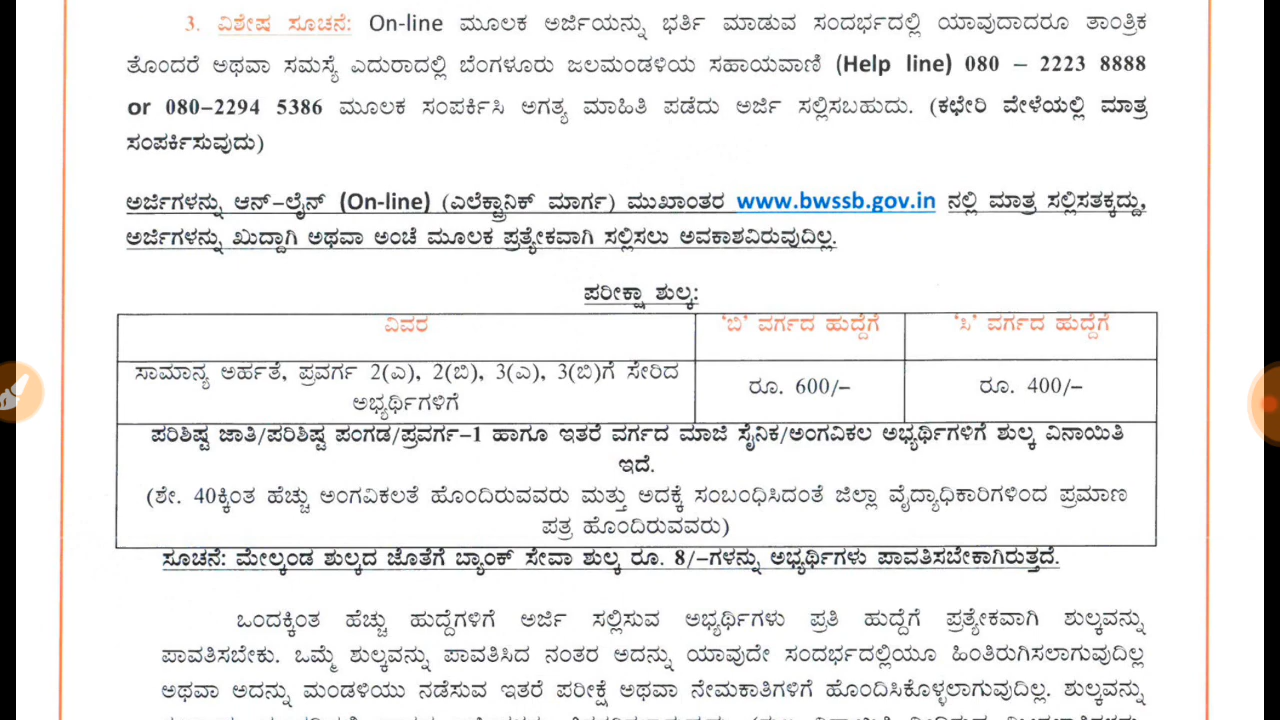 3. ವಿಶೇಷ ಸೂಚನೆ: On-line ಮೂಲಕ ಅರ್ಜಿಯನ್ನು ಭರ್ತಿ ಮಾಡುವ ಸಂದರ್ಭದಲ್ಲಿ ಯಾವುದಾದರೂ ತಾಂತ್ರಿಕ
ತೊಂದರೆ ಅಥವಾ ಸಮಸ್ಯೆ ಎದುರಾದಲ್ಲಿ ಬೆಂಗಳೂರು ಜಲಮಂಡಳಿಯ ಸಹಾಯವಾಣಿ (Help line) 080 – 2223 8888
or 080–2294 5386 ಮೂಲಕ ಸಂಪರ್ಕಿಸಿ ಅಗತ್ಯ ಮಾಹಿತಿ ಪಡೆದು ಅರ್ಜಿ ಸಲ್ಲಿಸಬಹುದು. (ಕಛೇರಿ ವೇಳೆಯಲ್ಲಿ ಮಾತ್ರ
ಸಂಪರ್ಕಿಸುವುದು)
ಅರ್ಜಿಗಳನ್ನು ಆನ್–ಲೈನ್ (On-line) (ಎಲೆಕ್ಟ್ರಾನಿಕ್ ಮಾರ್ಗ) ಮುಖಾಂತರ www.bwssb.gov.in ನಲ್ಲಿ ಮಾತ್ರ ಸಲ್ಲಿಸತಕ್ಕದ್ದು,
ಅರ್ಜಿಗಳನ್ನು ಖುದ್ದಾಗಿ ಅಥವಾ ಅಂಚೆ ಮೂಲಕ ಪ್ರತ್ಯೇಕವಾಗಿ ಸಲ್ಲಿಸಲು ಅವಕಾಶವಿರುವುದಿಲ್ಲ.
ಪರೀಕ್ಷಾ ಶುಲ್ಕ:
ವಿವರ ‘ಬಿ’ ವರ್ಗದ ಹುದ್ದೆಗೆ ‘ಸಿ’ ವರ್ಗದ ಹುದ್ದೆಗೆ
ಸಾಮಾನ್ಯ ಅರ್ಹತೆ, ಪ್ರವರ್ಗ 2(ಎ), 2(ಬಿ), 3(ಎ), 3(ಬಿ)ಗೆ ಸೇರಿದ
ಅಭ್ಯರ್ಥಿಗಳಿಗೆ ರೂ. 600/– ರೂ. 400/–
ಪರಿಶಿಷ್ಟ ಜಾತಿ/ಪರಿಶಿಷ್ಟ ಪಂಗಡ/ಪ್ರವರ್ಗ–1 ಹಾಗೂ ಇತರೆ ವರ್ಗದ ಮಾಜಿ ಸೈನಿಕ/ಅಂಗವಿಕಲ ಅಭ್ಯರ್ಥಿಗಳಿಗೆ ಶುಲ್ಕ ವಿನಾಯಿತಿ
ಇದೆ.
(ಶೇ. 40ಕ್ಕಿಂತ ಹೆಚ್ಚು ಅಂಗವಿಕಲತೆ ಹೊಂದಿರುವವರು ಮತ್ತು ಅದಕ್ಕೆ ಸಂಬಂಧಿಸಿದಂತೆ ಜಿಲ್ಲಾ ವೈದ್ಯಾಧಿಕಾರಿಗಳಿಂದ ಪ್ರಮಾಣ
ಪತ್ರ ಹೊಂದಿರುವವರು)
ಸೂಚನೆ: ಮೇಲ್ಕಂಡ ಶುಲ್ಕದ ಜೊತೆಗೆ ಬ್ಯಾಂಕ್ ಸೇವಾ ಶುಲ್ಕ ರೂ. 8/–ಗಳನ್ನು ಅಭ್ಯರ್ಥಿಗಳು ಪಾವತಿಸಬೇಕಾಗಿರುತ್ತದೆ.
ಒಂದಕ್ಕಿಂತ ಹೆಚ್ಚು ಹುದ್ದೆಗಳಿಗೆ ಅರ್ಜಿ ಸಲ್ಲಿಸುವ ಅಭ್ಯರ್ಥಿಗಳು ಪ್ರತಿ ಹುದ್ದೆಗೆ ಪ್ರತ್ಯೇಕವಾಗಿ ಶುಲ್ಕವನ್ನು
ಪಾವತಿಸಬೇಕು. ಒಮ್ಮೆ ಶುಲ್ಕವನ್ನು ಪಾವತಿಸಿದ ನಂತರ ಅದನ್ನು ಯಾವುದೇ ಸಂದರ್ಭದಲ್ಲಿಯೂ ಹಿಂತಿರುಗಿಸಲಾಗುವುದಿಲ್ಲ
ಅಥವಾ ಅದನ್ನು ಮಂಡಳಿಯು ನಡೆಸುವ ಇತರೆ ಪರೀಕ್ಷೆ ಅಥವಾ ನೇಮಕಾತಿಗಳಿಗೆ ಹೊಂದಿಸಿಕೊಳ್ಳಲಾಗುವುದಿಲ್ಲ. ಶುಲ್ಕವನ್ನು